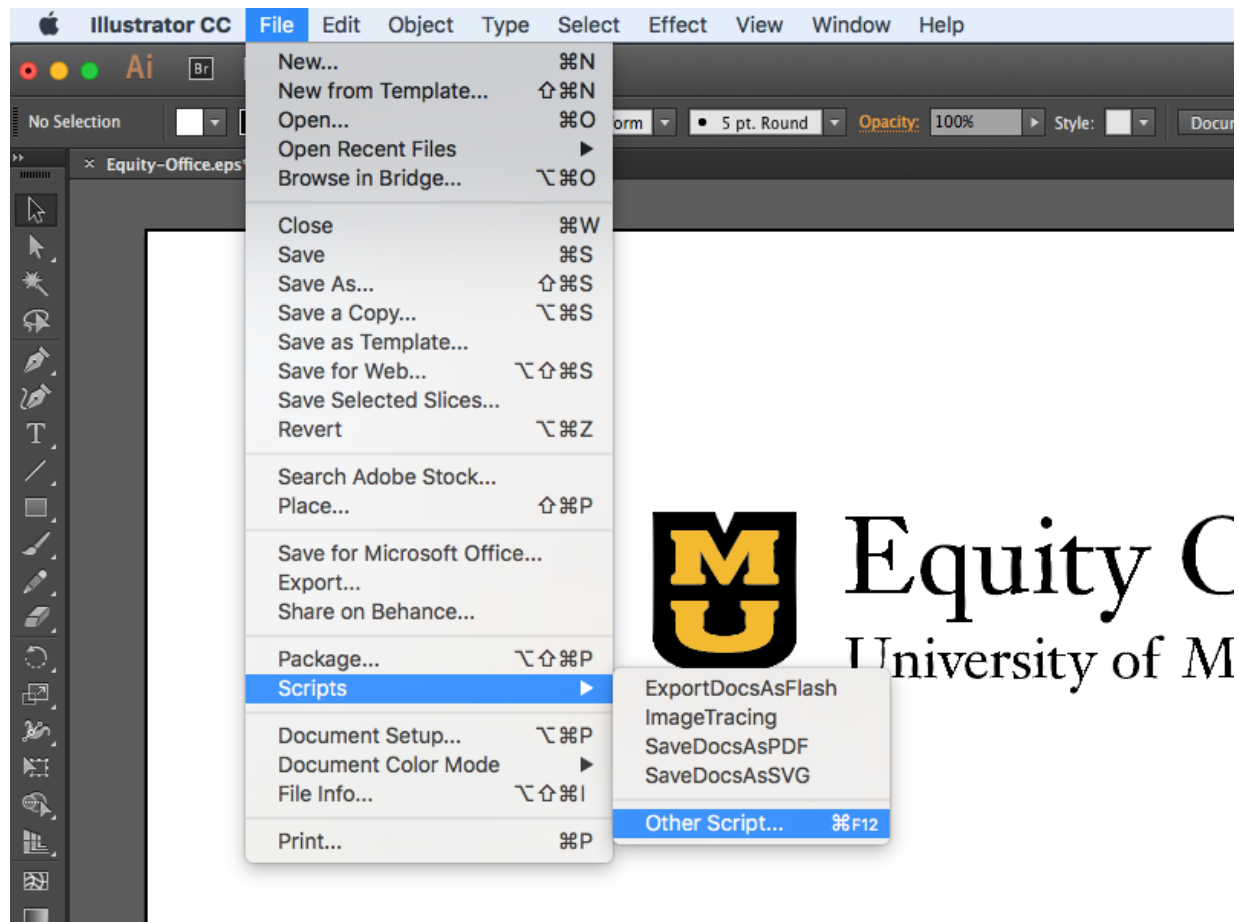 Illustrator CC File Edit Object Type Select Effect View Window Help
Ai Br
No Selection
orm 5 pt. Round Opacity: 100% Style: Docur
× Equity-Office.eps*
New... ⌘N
New from Template... ⇧⌘N
Open... ⌘O
Open Recent Files ▶
Browse in Bridge... ⌥⌘O
Close ⌘W
Save ⌘S
Save As... ⇧⌘S
Save a Copy... ⌥⌘S
Save as Template...
Save for Web... ⌥⇧⌘S
Save Selected Slices...
Revert ⌥⌘Z
Search Adobe Stock...
Place... ⇧⌘P
Save for Microsoft Office...
Export...
Share on Behance...
Package... ⌥⇧⌘P
Scripts ▶
Document Setup... ⌥⌘P
Document Color Mode ▶
File Info... ⌥⇧⌘I
Print... ⌘P
ExportDocsAsFlash
ImageTracing
SaveDocsAsPDF
SaveDocsAsSVG
Other Script... ⌘F12
MU
Equity O
University of M